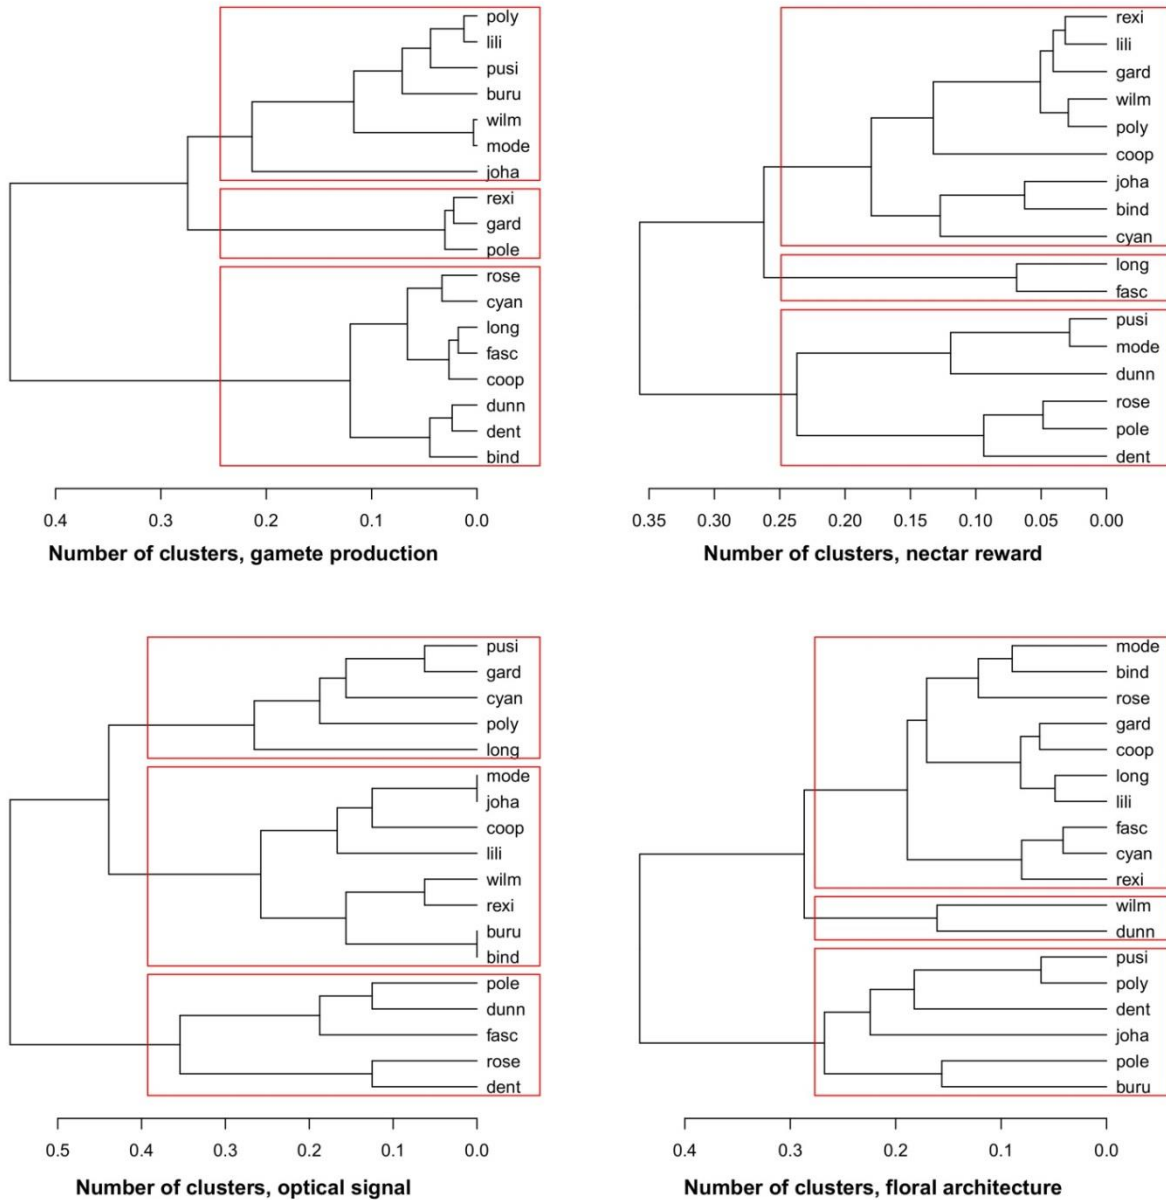 poly
lili
pusi
buru
wilm
mode
joha
rexi
gard
pole
rose
cyan
long
fasc
coop
dunn
dent
bind
0.4 0.3 0.2 0.1 0.0
Number of clusters, gamete production
rexi
lili
gard
wilm
poly
coop
joha
bind
cyan
long
fasc
pusi
mode
dunn
rose
pole
dent
0.35 0.30 0.25 0.20 0.15 0.10 0.05 0.00
Number of clusters, nectar reward
pusi
gard
cyan
poly
long
mode
joha
coop
lili
wilm
rexi
buru
bind
pole
dunn
fasc
rose
dent
0.5 0.4 0.3 0.2 0.1 0.0
Number of clusters, optical signal
mode
bind
rose
gard
coop
long
lili
fasc
cyan
rexi
wilm
dunn
pusi
poly
dent
joha
pole
buru
0.4 0.3 0.2 0.1 0.0
Number of clusters, floral architecture